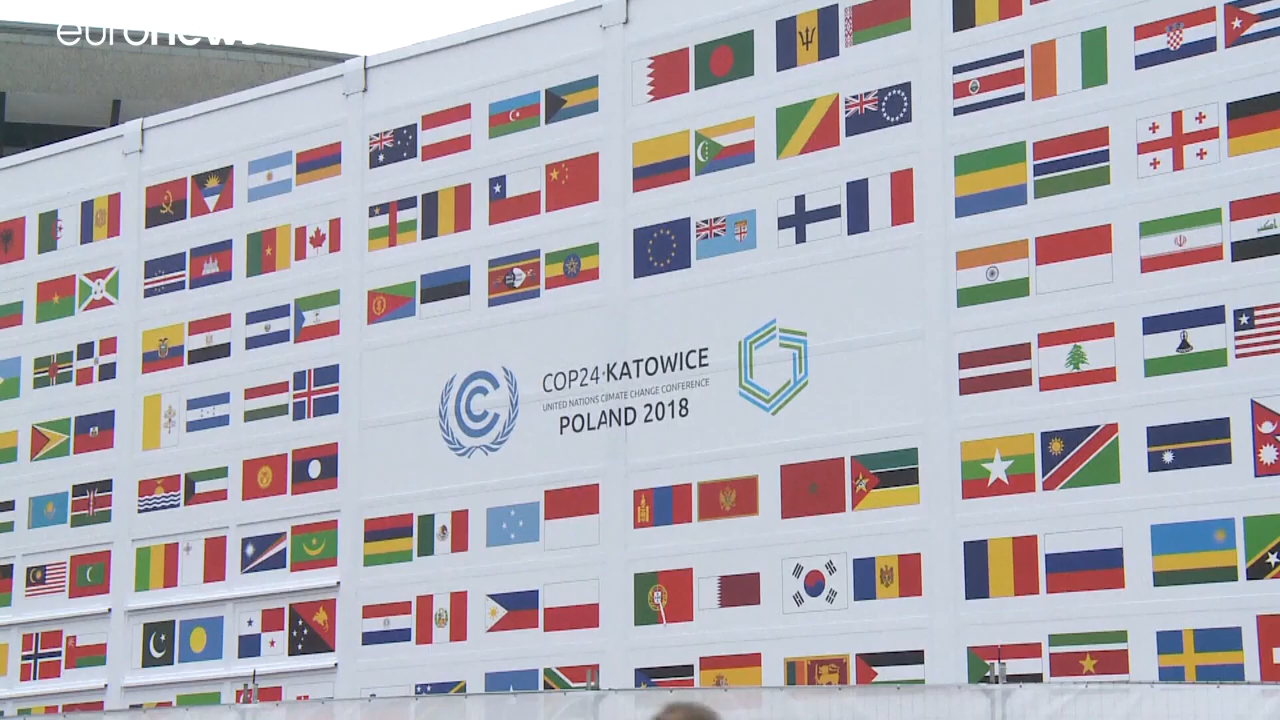 euronews.
COP24·KATOWICE
UNITED NATIONS CLIMATE CHANGE CONFERENCE
POLAND 2018